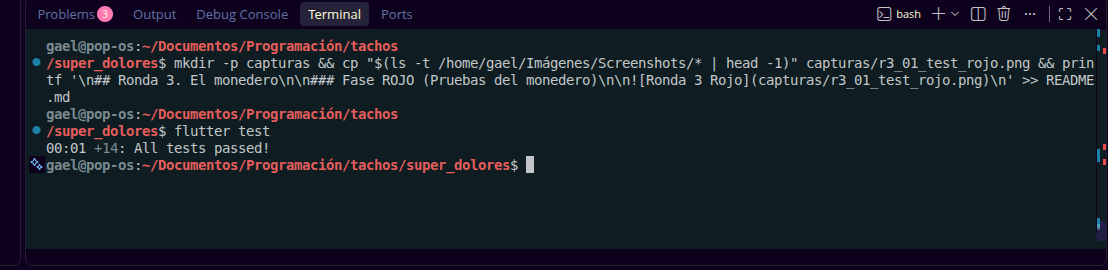 Problems 3 Output Debug Console Terminal Ports bash
gael@pop-os:~/Documentos/Programación/tachos
/super_dolores$ mkdir -p capturas && cp "$(ls -t /home/gael/Imágenes/Screenshots/* | head -1)" capturas/r3_01_test_rojo.png && prin
tf '\n## Ronda 3. El monedero\n\n### Fase ROJO (Pruebas del monedero)\n\n![Ronda 3 Rojo](capturas/r3_01_test_rojo.png)\n' >> README
.md
gael@pop-os:~/Documentos/Programación/tachos
/super_dolores$ flutter test
00:01 +14: All tests passed!
gael@pop-os:~/Documentos/Programación/tachos/super_dolores$